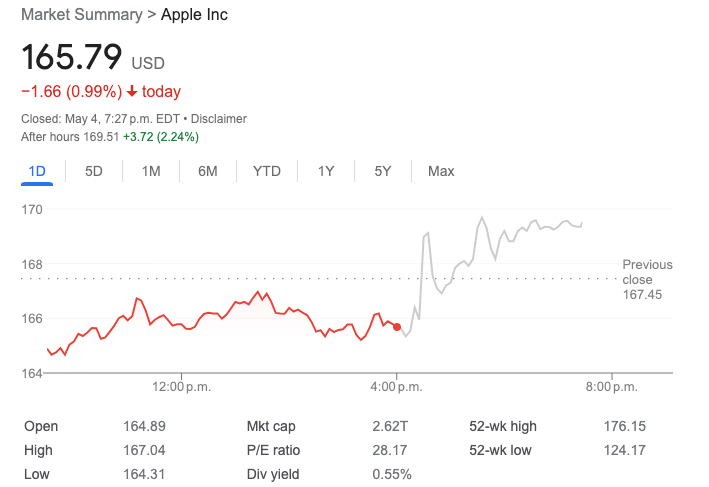 Market Summary > Apple Inc
165.79 USD
−1.66 (0.99%) ↓ today
Closed: May 4, 7:27 p.m. EDT • Disclaimer
After hours 169.51 +3.72 (2.24%)
1D 5D 1M 6M YTD 1Y 5Y Max
170
168
166
164
Previous
close
167.45
12:00 p.m. 4:00 p.m. 8:00 p.m.
Open 164.89 Mkt cap 2.62T 52-wk high 176.15
High 167.04 P/E ratio 28.17 52-wk low 124.17
Low 164.31 Div yield 0.55%